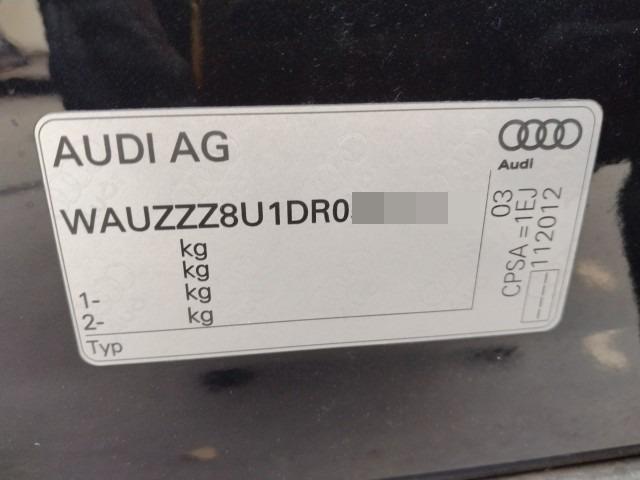 AUDI AG
Audi
WAUZZZ8U1DR0
kg
kg
1- kg
2- kg
Typ
03
CPSA =1EJ
112012